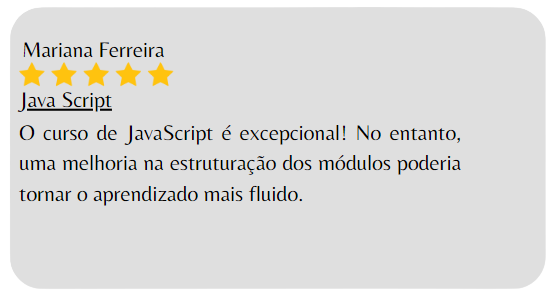 Mariana Ferreira
Java Script
O curso de JavaScript é excepcional! No entanto,
uma melhoria na estruturação dos módulos poderia
tornar o aprendizado mais fluido.